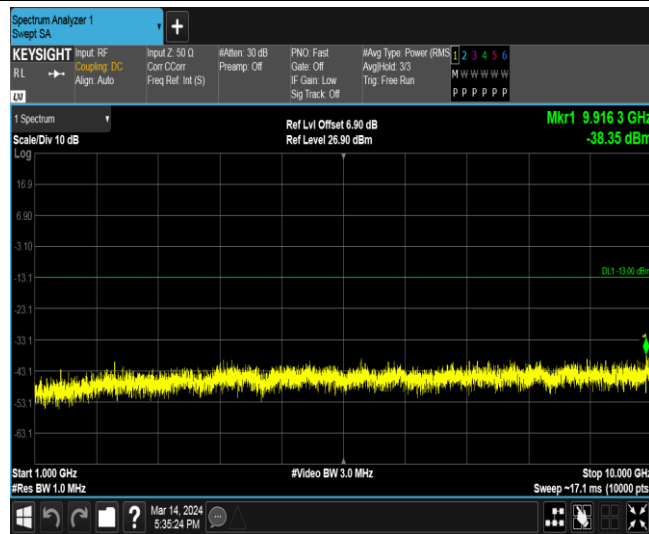 Spectrum Analyzer 1
Swept SA
+
KEYSIGHT Input: RF Input Z: 50 Ω #Atten: 30 dB PNO: Fast #Avg Type: Power (RMS 1 2 3 4 5 6
RL Coupling: DC Corr CCorr Preamp: Off Gate: Off Avg|Hold: 3/3 M W W W W W
Align: Auto Freq Ref: Int (S) IF Gain: Low Trig: Free Run
Sig Track: Off P P P P P P
LXI
1 Spectrum Ref Lvl Offset 6.90 dB Mkr1 9.916 3 GHz
Scale/Div 10 dB Ref Level 26.90 dBm -38.35 dBm
Log
16.9
6.90
-3.10
DL1 -13.00 dBm
-13.1
-23.1
-33.1
1
-43.1
-53.1
-63.1
Start 1.000 GHz #Video BW 3.0 MHz Stop 10.000 GHz
#Res BW 1.0 MHz Sweep ~17.1 ms (10000 pts
? Mar 14, 2024
5:35:24 PM